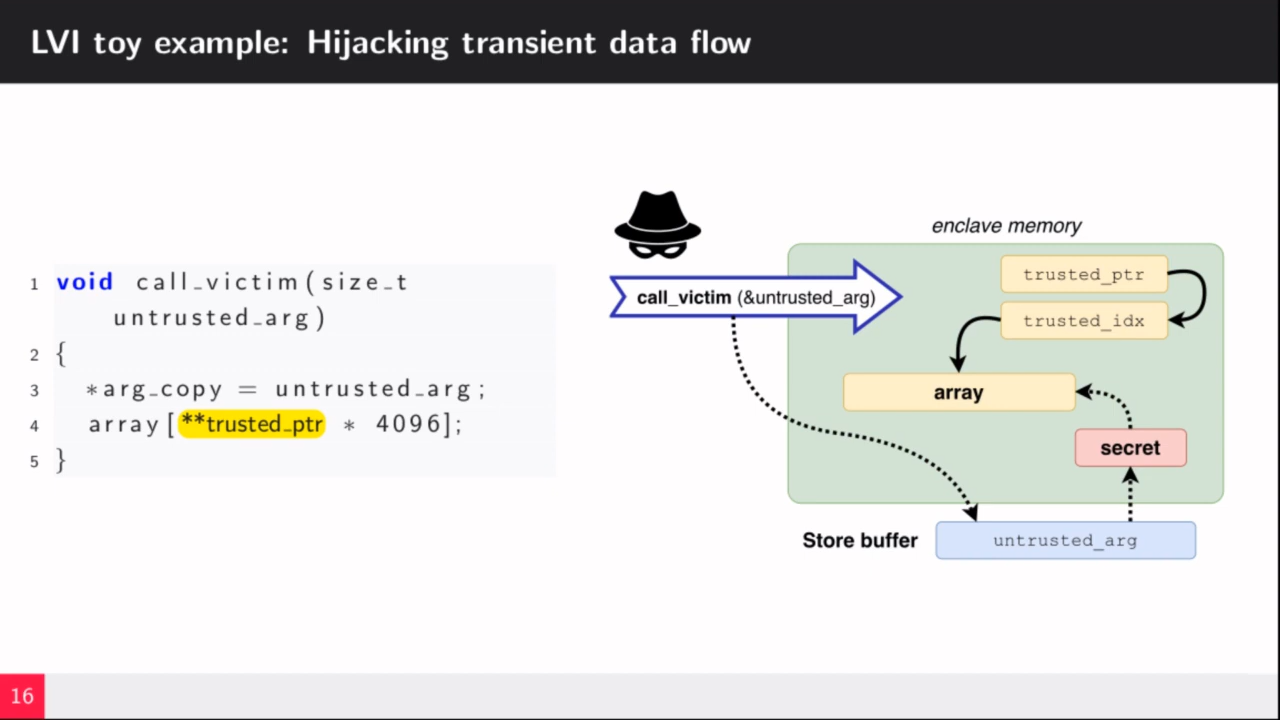 LVI toy example: Hijacking transient data flow
1 void call_victim(size_t
untrusted_arg)
2 {
3 *arg_copy = untrusted_arg;
4 array[**trusted_ptr * 4096];
5 }
enclave memory
trusted_ptr
call_victim (&untrusted_arg)
trusted_idx
array
secret
Store buffer
untrusted_arg
16